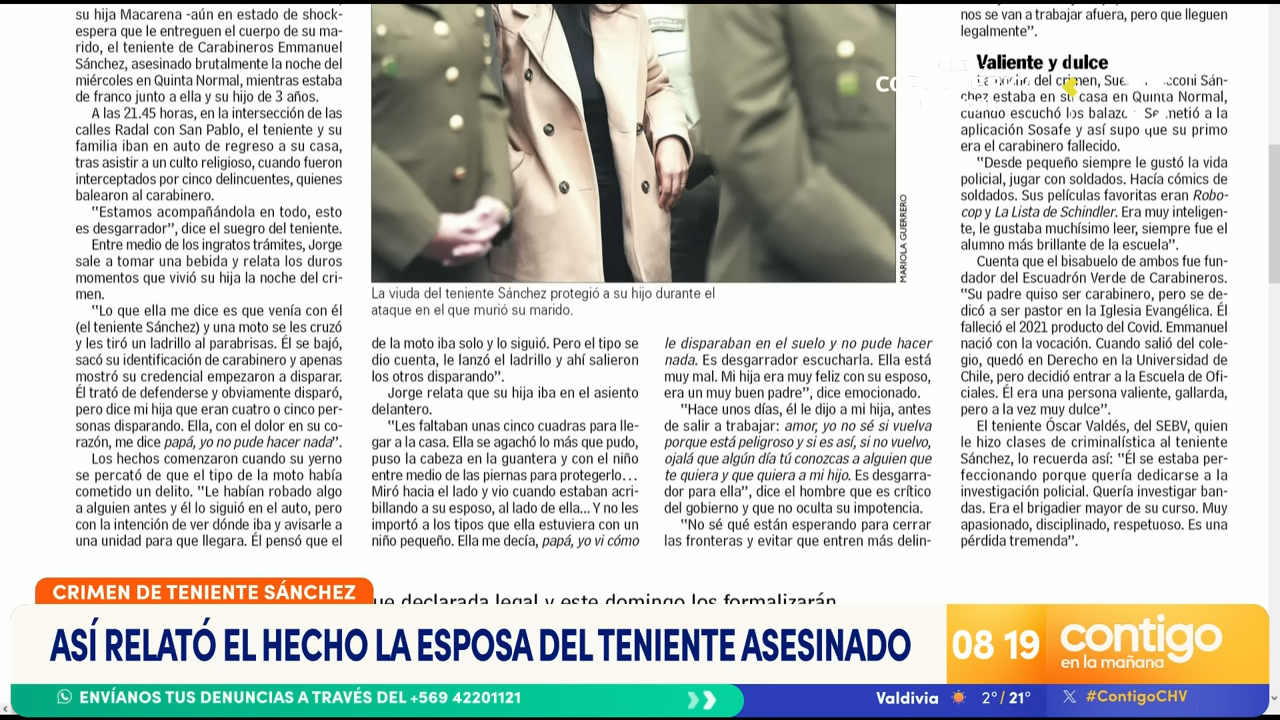 su hija Macarena -aún en estado de shock-
espera que le entreguen el cuerpo de su ma-
rido, el teniente de Carabineros Emmanuel
Sánchez, asesinado brutalmente la noche del
miércoles en Quinta Normal, mientras estaba
de franco junto a ella y su hijo de 3 años.
A las 21.45 horas, en la intersección de las
calles Radal con San Pablo, el teniente y su
familia iban en auto de regreso a su casa,
tras asistir a un culto religioso, cuando fueron
interceptados por cinco delincuentes, quienes
balearon al carabinero.
"Estamos acompañándola en todo, esto
es desgarrador", dice el suegro del teniente.
Entre medio de los ingratos trámites, Jorge
sale a tomar una bebida y relata los duros
momentos que vivió su hija la noche del cri-
men.
"Lo que ella me dice es que venía con él
(el teniente Sánchez) y una moto se les cruzó
y les tiró un ladrillo al parabrisas. Él se bajó,
sacó su identificación de carabinero y apenas
mostró su credencial empezaron a disparar.
Él trató de defenderse y obviamente disparó,
pero dice mi hija que eran cuatro o cinco per-
sonas disparando. Ella, con el dolor en su co-
razón, me dice papá, yo no pude hacer nada".
Los hechos comenzaron cuando su yerno
se percató de que el tipo de la moto había
cometido un delito. "Le habían robado algo
a alguien antes y él lo siguió en el auto, pero
con la intención de ver dónde iba y avisarle a
una unidad para que llegara. Él pensó que el
MARIOLA GUERRERO
La viuda del teniente Sánchez protegió a su hijo durante el
ataque en el que murió su marido.
de la moto iba solo y lo siguió. Pero el tipo se
dio cuenta, le lanzó el ladrillo y ahí salieron
los otros disparando".
Jorge relata que su hija iba en el asiento
delantero.
"Les faltaban unas cinco cuadras para lle-
gar a la casa. Ella se agachó lo más que pudo,
puso la cabeza en la guantera y con el niño
entre medio de las piernas para protegerlo...
Miró hacia el lado y vio cuando estaban acri-
billando a su esposo, al lado de ella... Y no les
importó a los tipos que ella estuviera con un
niño pequeño. Ella me decía, papá, yo vi cómo
le disparaban en el suelo y no pude hacer
nada. Es desgarrador escucharla. Ella está
muy mal. Mi hija era muy feliz con su esposo,
era un muy buen padre", dice emocionado.
"Hace unos días, él le dijo a mi hija, antes
de salir a trabajar: amor, yo no sé si vuelva
porque está peligroso y si es así, si no vuelvo,
ojalá que algún día tú conozcas a alguien que
te quiera y que quiera a mi hijo. Es desgarra-
dor para ella", dice el hombre que es crítico
del gobierno y que no oculta su impotencia.
"No sé qué están esperando para cerrar
las fronteras y evitar que entren más delin-
nos se van a trabajar afuera, pero que lleguen
legalmente".
Valiente y dulce
del crimen, Sán-
chez estaba en su casa en Quinta Normal,
cuando escuchó los Se metió a la
aplicación Sosafe y así supo que su primo
era el carabinero fallecido.
"Desde pequeño siempre le gustó la vida
policial, jugar con soldados. Hacía cómics de
soldados. Sus películas favoritas eran Robo-
cop y La Lista de Schindler. Era muy inteligen-
te, le gustaba muchísimo leer, siempre fue el
alumno más brillante de la escuela".
Cuenta que el bisabuelo de ambos fue fun-
dador del Escuadrón Verde de Carabineros.
"Su padre quiso ser carabinero, pero se de-
dicó a ser pastor en la Iglesia Evangélica. Él
falleció el 2021 producto del Covid. Emmanuel
nació con la vocación. Cuando salió del cole-
gio, quedó en Derecho en la Universidad de
Chile, pero decidió entrar a la Escuela de Ofi-
ciales. Él era una persona valiente, gallarda,
pero a la vez muy dulce".
El teniente Óscar Valdés, del SEBV, quien
le hizo clases de criminalística al teniente
Sánchez, lo recuerda así: "Él se estaba per-
feccionando porque quería dedicarse a la
investigación policial. Quería investigar ban-
das. Era el brigadier mayor de su curso. Muy
apasionado, disciplinado, respetuoso. Es una
pérdida tremenda".
ue declarada legal y este domingo los formalizarán
CRIMEN DE TENIENTE SÁNCHEZ
ASÍ RELATÓ EL HECHO LA ESPOSA DEL TENIENTE ASESINADO
08 19
contigo
en la mañana
ENVÍANOS TUS DENUNCIAS A TRAVÉS DEL +569 42201121
Valdivia 2° / 21°
#ContigoCHV